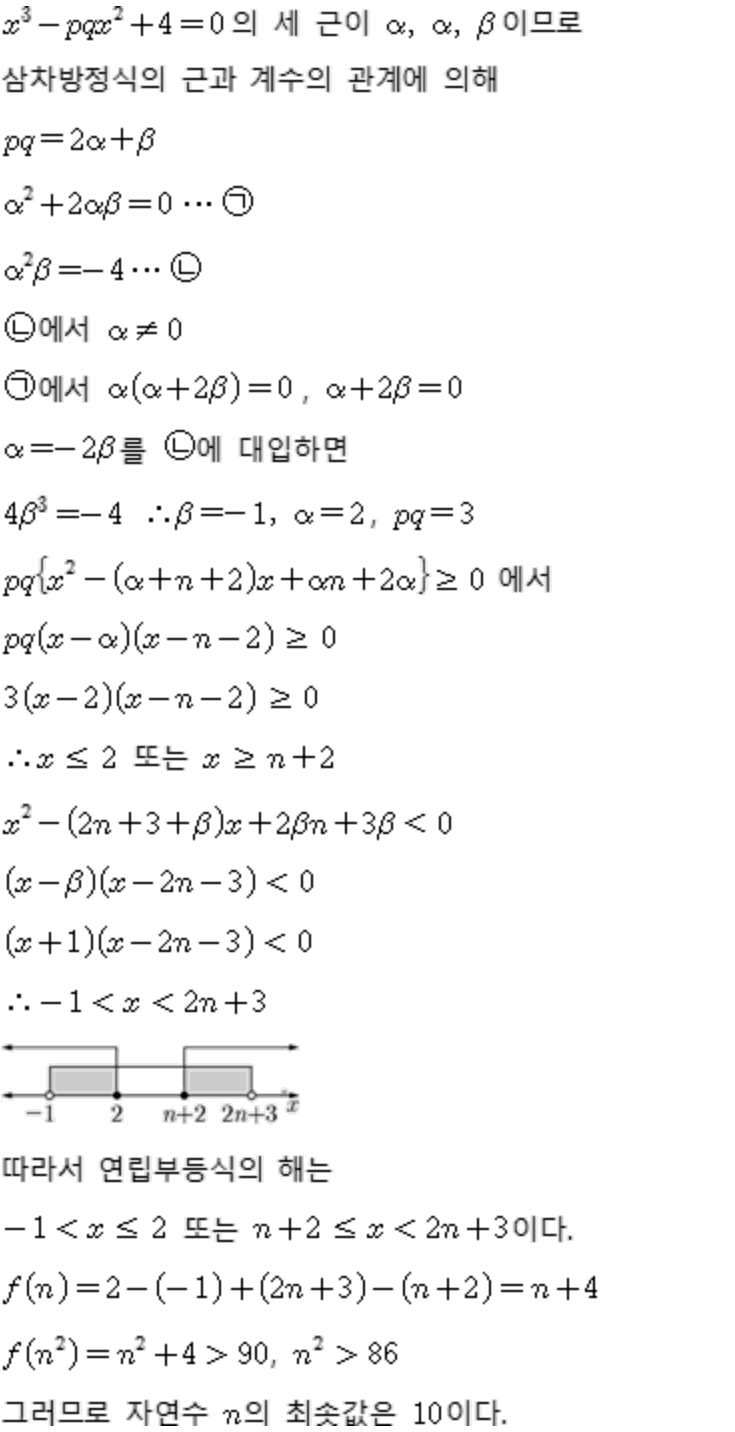 x³－pqx²＋4＝0의 세 근이 α, α, β이므로
삼차방정식의 근과 계수의 관계에 의해
pq＝2α＋β
α²＋2αβ＝0 ⋯ ㉠
α²β＝－4 ⋯ ㉡
㉡에서 α≠0
㉠에서 α(α＋2β)＝0 , α＋2β＝0
α＝－2β를 ㉡에 대입하면
4β³＝－4 ∴β＝－1, α＝2, pq＝3
pq{x²－(α＋n＋2)x＋αn＋2α}≥ 0 에서
pq(x－α)(x－n－2) ≥ 0
3(x－2)(x－n－2) ≥ 0
∴x ≤ 2 또는 x ≥ n＋2
x²－(2n＋3＋β)x＋2βn＋3β < 0
(x－β)(x－2n－3) < 0
(x＋1)(x－2n－3) < 0
∴－1 < x < 2n＋3
－1 2 n+2 2n+3 x
따라서 연립부등식의 해는
－1 < x ≤ 2 또는 n＋2 ≤ x < 2n＋3이다.
f(n)＝2－(－1)＋(2n＋3)－(n＋2)＝n＋4
f(n²)＝n²＋4 > 90, n² > 86
그러므로 자연수 n의 최솟값은 10이다.